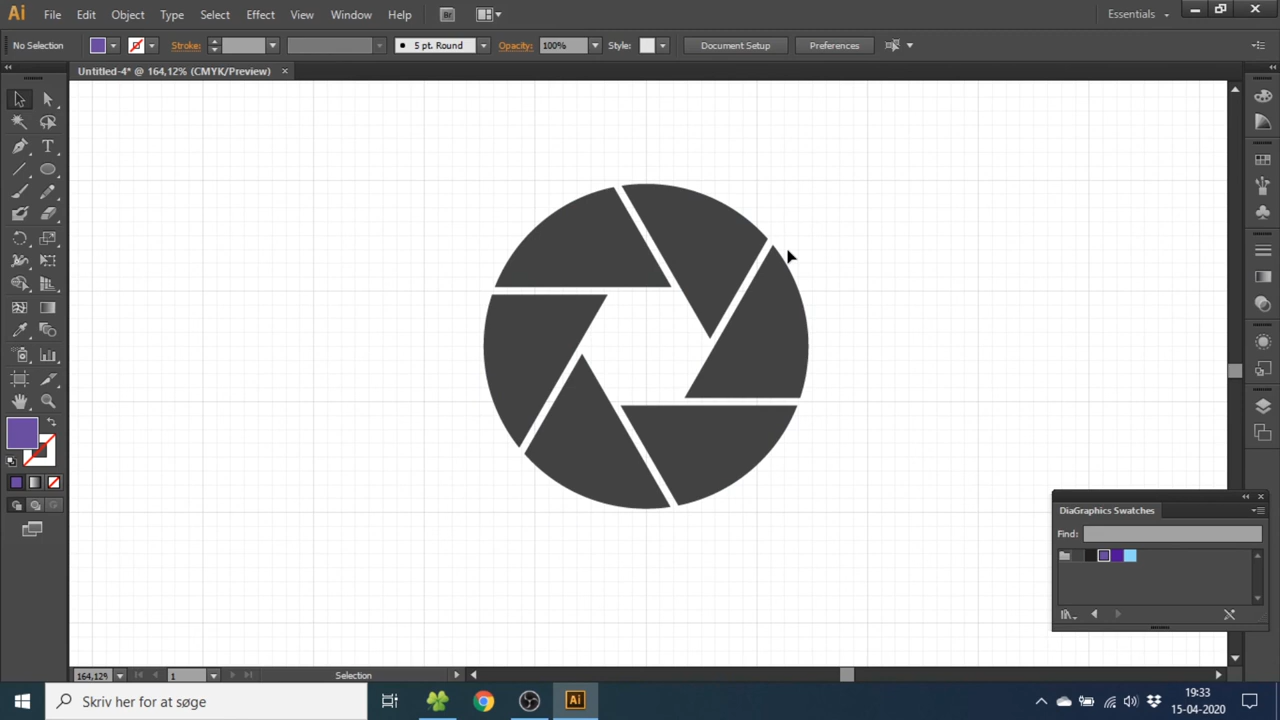 Ai File Edit Object Type Select Effect View Window Help Br Essentials
No Selection Stroke: 5 pt. Round Opacity: 100% Style: Document Setup Preferences
Untitled-4* @ 164,12% (CMYK/Preview)
DiaGraphics Swatches
Find:
164,12% 1 Selection
Skriv her for at søge Ai 19:33
15-04-2020